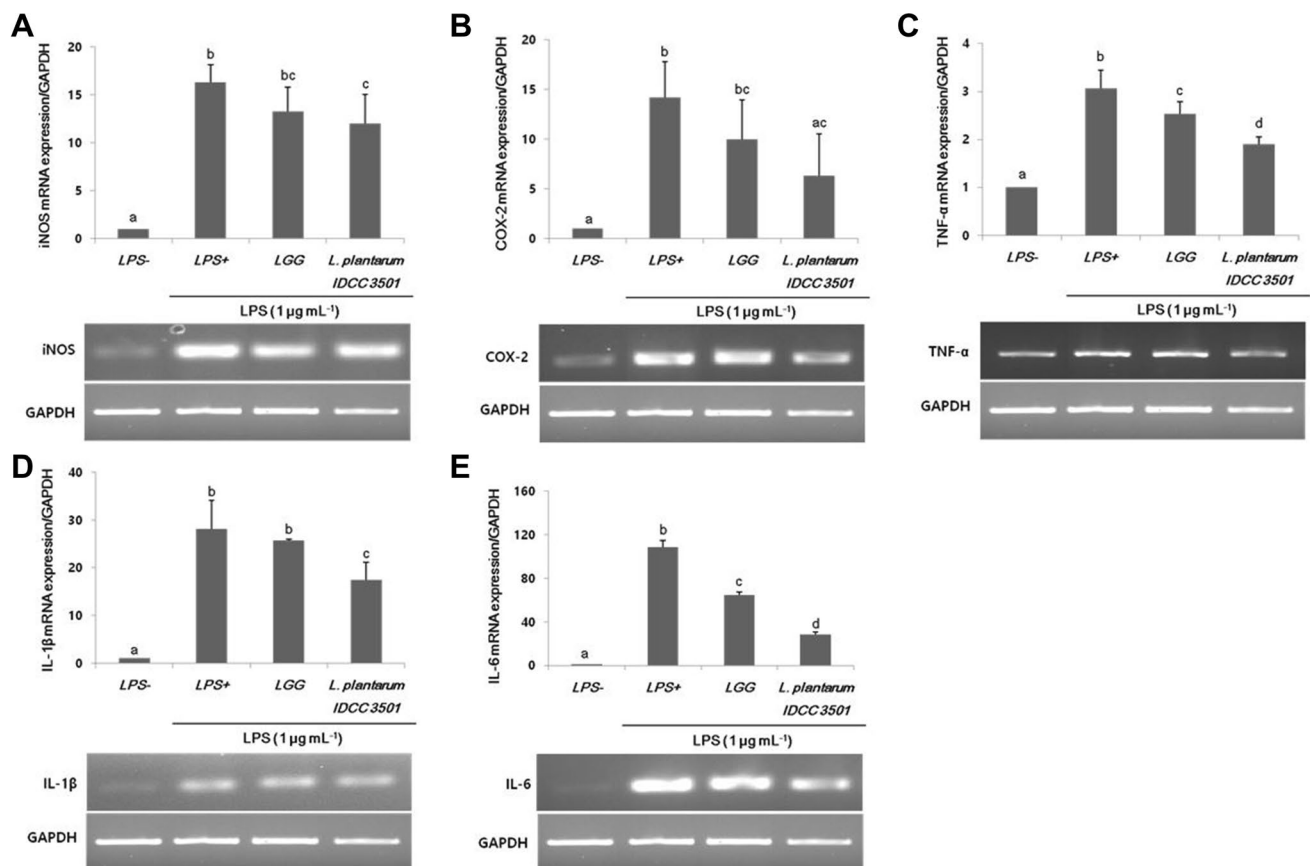 A
iNOS mRNA expression/GAPDH
20
15
10
5
0
a
b
bc
c
LPS-
LPS+
LGG
L. plantarum
IDCC 3501
LPS (1 µg mL⁻¹)
iNOS
GAPDH
B
COX-2 mRNA expression/GAPDH
20
15
10
5
0
a
b
bc
ac
LPS-
LPS+
LGG
L. plantarum
IDCC 3501
LPS (1 µg mL⁻¹)
COX-2
GAPDH
C
TNF-α mRNA expression/GAPDH
4
3
2
1
0
a
b
c
d
LPS-
LPS+
LGG
L. plantarum
IDCC 3501
LPS (1 µg mL⁻¹)
TNF-α
GAPDH
D
IL-1β mRNA expression/GAPDH
40
30
20
10
0
a
b
b
c
LPS-
LPS+
LGG
L. plantarum
IDCC 3501
LPS (1 µg mL⁻¹)
IL-1β
GAPDH
E
IL-6 mRNA expression/GAPDH
160
120
80
40
0
a
b
c
d
LPS-
LPS+
LGG
L. plantarum
IDCC 3501
LPS (1 µg mL⁻¹)
IL-6
GAPDH